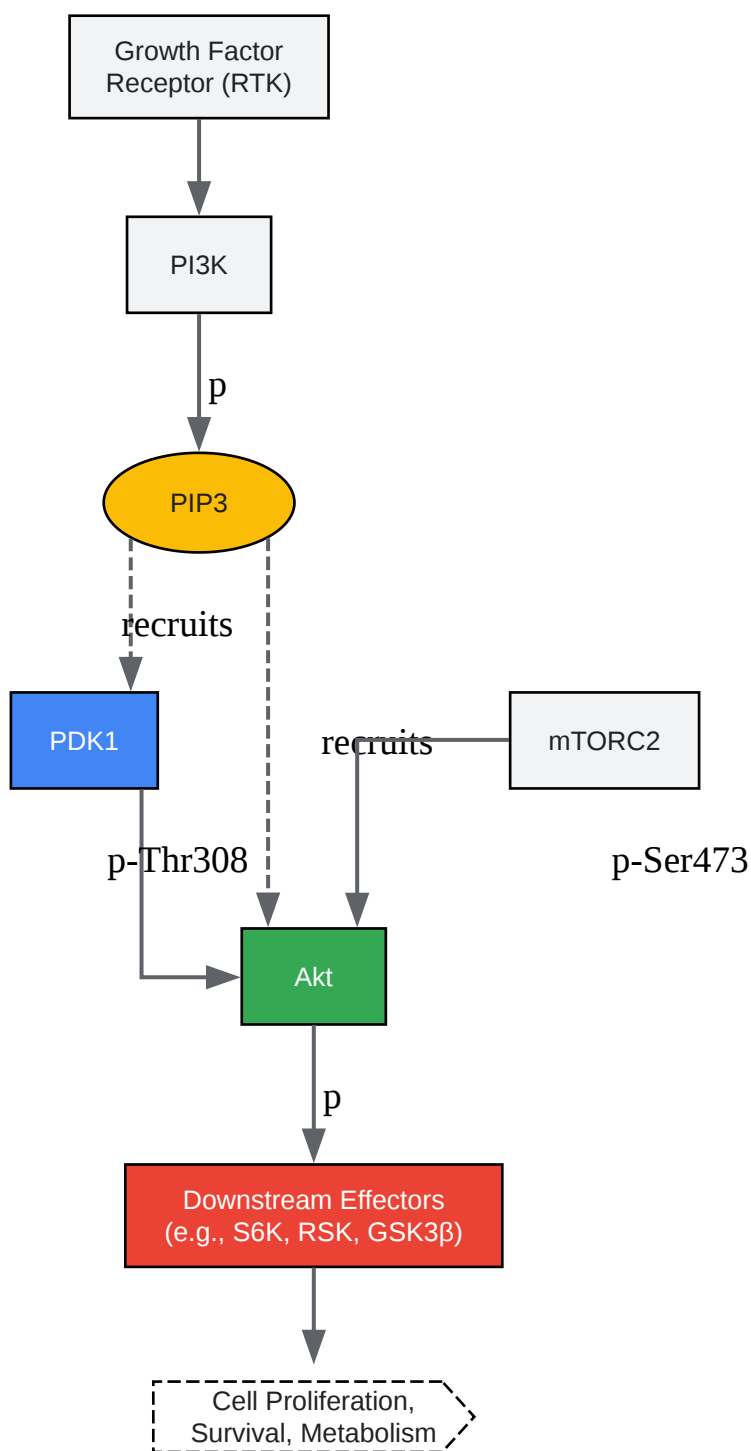 Growth Factor
Receptor (RTK)
PI3K
p
PIP3
recruits
PDK1
recruits
mTORC2
p-Thr308
p-Ser473
Akt
p
Downstream Effectors
(e.g., S6K, RSK, GSK3β)
Cell Proliferation,
Survival, Metabolism